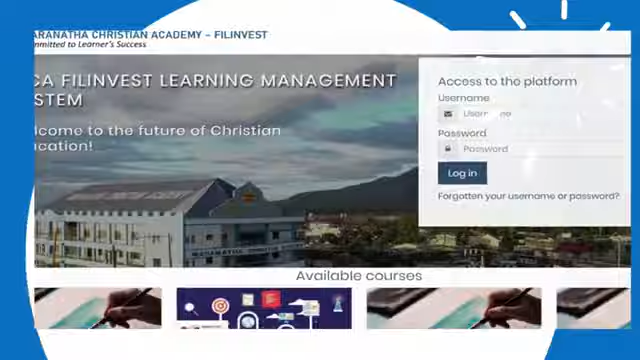 ARANATHA CHRISTIAN ACADEMY – FILINVEST
mmitted to Learner's Success
CA FILINVEST LEARNING MANAGEMENT
STEM
lcome to the future of Christian
ucation!
Access to the platform
Username
Password
Password
Log in
Forgotten your username or password?
Available courses